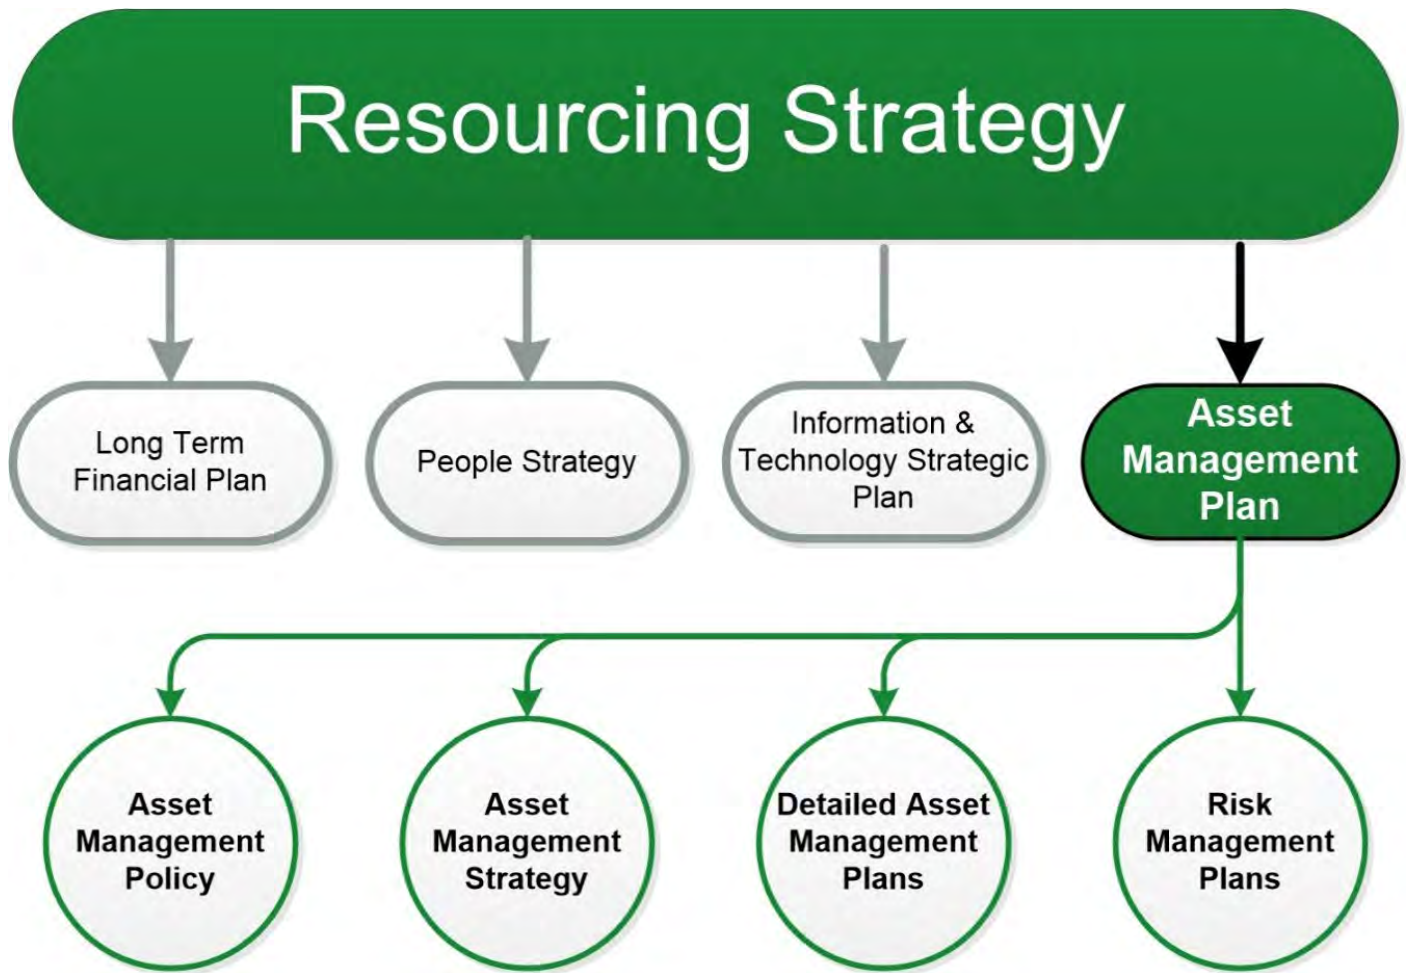 Resourcing Strategy
Long Term
Financial Plan
People Strategy
Information &
Technology Strategic
Plan
Asset
Management
Plan
Asset
Management
Policy
Asset
Management
Strategy
Detailed Asset
Management
Plans
Risk
Management
Plans